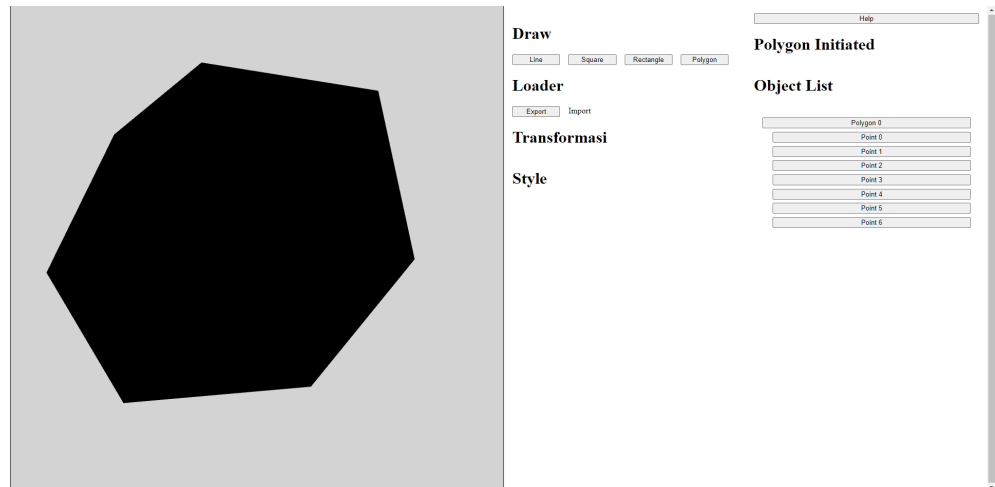 Draw
Line
Square
Rectangle
Polygon
Loader
Export
Import
Transformasi
Style
Help
Polygon Initiated
Object List
Polygon 0
Point 0
Point 1
Point 2
Point 3
Point 4
Point 5
Point 6